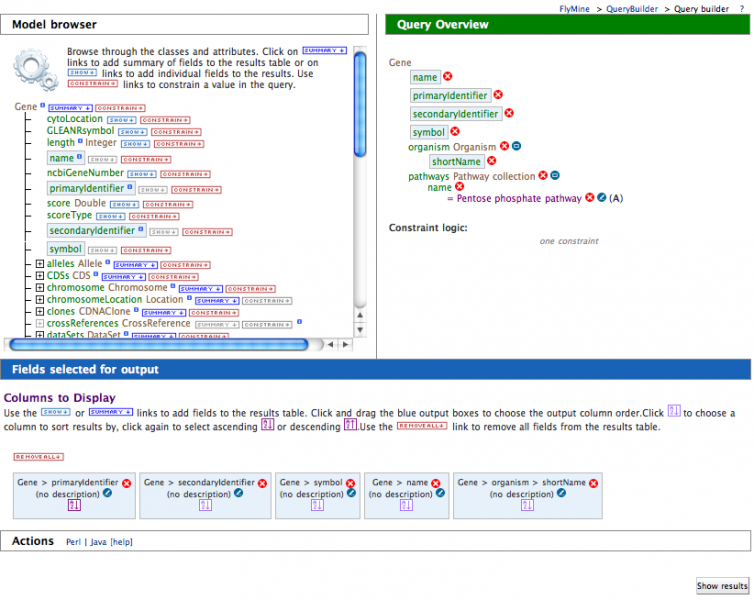 FlyMine > QueryBuilder > Query builder ?
Model browser
Browse through the classes and attributes. Click on SUMMARY
links to add summary of fields to the results table or on
SHOW links to add individual fields to the results. Use
CONSTRAIN links to constrain a value in the query.
Gene SUMMARY CONSTRAIN
cytoLocation SHOW CONSTRAIN
GLEANRsymbol SHOW CONSTRAIN
length Integer SHOW CONSTRAIN
name SHOW CONSTRAIN
ncbiGeneNumber SHOW CONSTRAIN
primaryIdentifier SHOW CONSTRAIN
score Double SHOW CONSTRAIN
scoreType SHOW CONSTRAIN
secondaryIdentifier SHOW CONSTRAIN
symbol SHOW CONSTRAIN
alleles Allele SUMMARY CONSTRAIN
CDSs CDS SUMMARY CONSTRAIN
chromosome Chromosome SUMMARY CONSTRAIN
chromosomeLocation Location SUMMARY CONSTRAIN
clones CDNAClone SUMMARY CONSTRAIN
crossReferences CrossReference SUMMARY CONSTRAIN
dataSets DataSet SUMMARY CONSTRAIN
Query Overview
Gene
name
primaryIdentifier
secondaryIdentifier
symbol
organism Organism
shortName
pathways Pathway collection
name
= Pentose phosphate pathway (A)
Constraint logic:
one constraint
Fields selected for output
Columns to Display
Use the SHOW or SUMMARY links to add fields to the results table. Click and drag the blue output boxes to choose the output column order.Click to choose a
column to sort results by, click again to select ascending or descending .Use the REMOVE ALL link to remove all fields from the results table.
REMOVE ALL
Gene > primaryIdentifier
(no description)
Gene > secondaryIdentifier
(no description)
Gene > symbol
(no description)
Gene > name
(no description)
Gene > organism > shortName
(no description)
Actions Perl | Java [help]
Show results